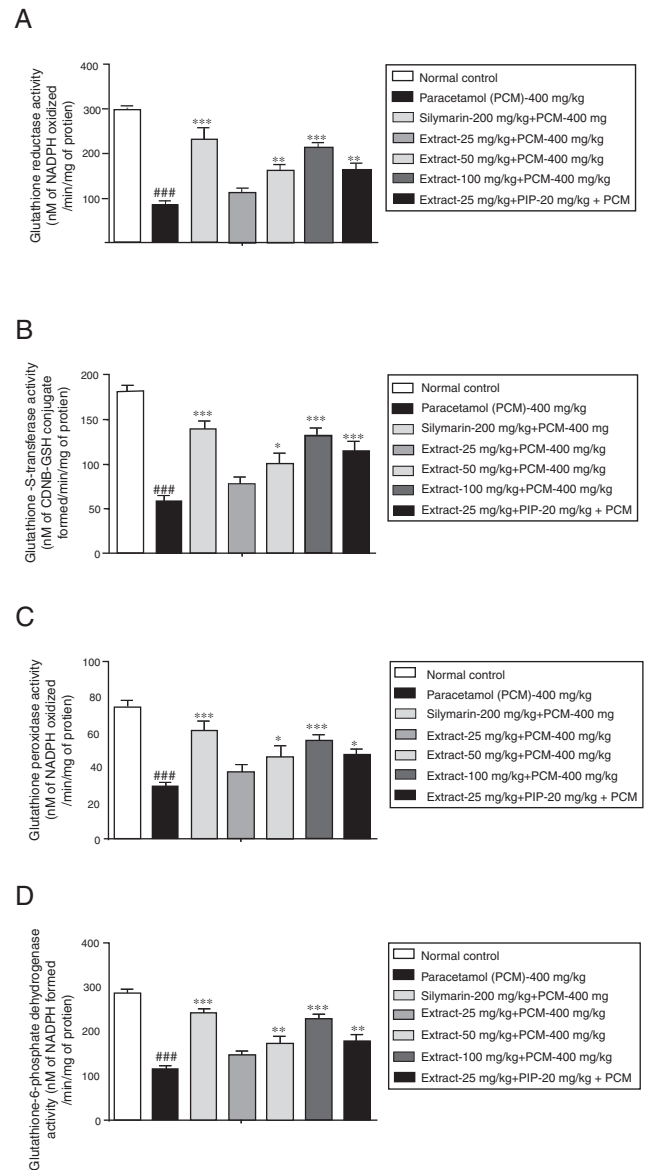 A
Glutathione reductase activity
(nM of NADPH oxidized
/min/mg of protien)
400
300
200
100
###
***
**
***
**
Normal control
Paracetamol (PCM)-400 mg/kg
Silymarin-200 mg/kg+PCM-400 mg
Extract-25 mg/kg+PCM-400 mg/kg
Extract-50 mg/kg+PCM-400 mg/kg
Extract-100 mg/kg+PCM-400 mg/kg
Extract-25 mg/kg+PIP-20 mg/kg + PCM
B
Glutathione -S-transferase activity
(nM of CDNB-GSH conjugate
formed/min/mg of protien)
200
150
100
50
0
###
***
*
***
***
Normal control
Paracetamol (PCM)-400 mg/kg
Silymarin-200 mg/kg+PCM-400 mg
Extract-25 mg/kg+PCM-400 mg/kg
Extract-50 mg/kg+PCM-400 mg/kg
Extract-100 mg/kg+PCM-400 mg/kg
Extract-25 mg/kg+PIP-20 mg/kg + PCM
C
Glutathione peroxidase activity
(nM of NADPH oxidized
/min/mg of protien)
100
80
60
40
20
0
###
***
*
***
*
Normal control
Paracetamol (PCM)-400 mg/kg
Silymarin-200 mg/kg+PCM-400 mg
Extract-25 mg/kg+PCM-400 mg/kg
Extract-50 mg/kg+PCM-400 mg/kg
Extract-100 mg/kg+PCM-400 mg/kg
Extract-25 mg/kg+PIP-20 mg/kg + PCM
D
Glutathione-6-phosphate dehydrogenase
activity (nM of NADPH formed
/min/mg of protien)
400
300
200
100
0
###
***
**
***
**
Normal control
Paracetamol (PCM)-400 mg/kg
Silymarin-200 mg/kg+PCM-400 mg
Extract-25 mg/kg+PCM-400 mg/kg
Extract-50 mg/kg+PCM-400 mg/kg
Extract-100 mg/kg+PCM-400 mg/kg
Extract-25 mg/kg+PIP-20 mg/kg + PCM